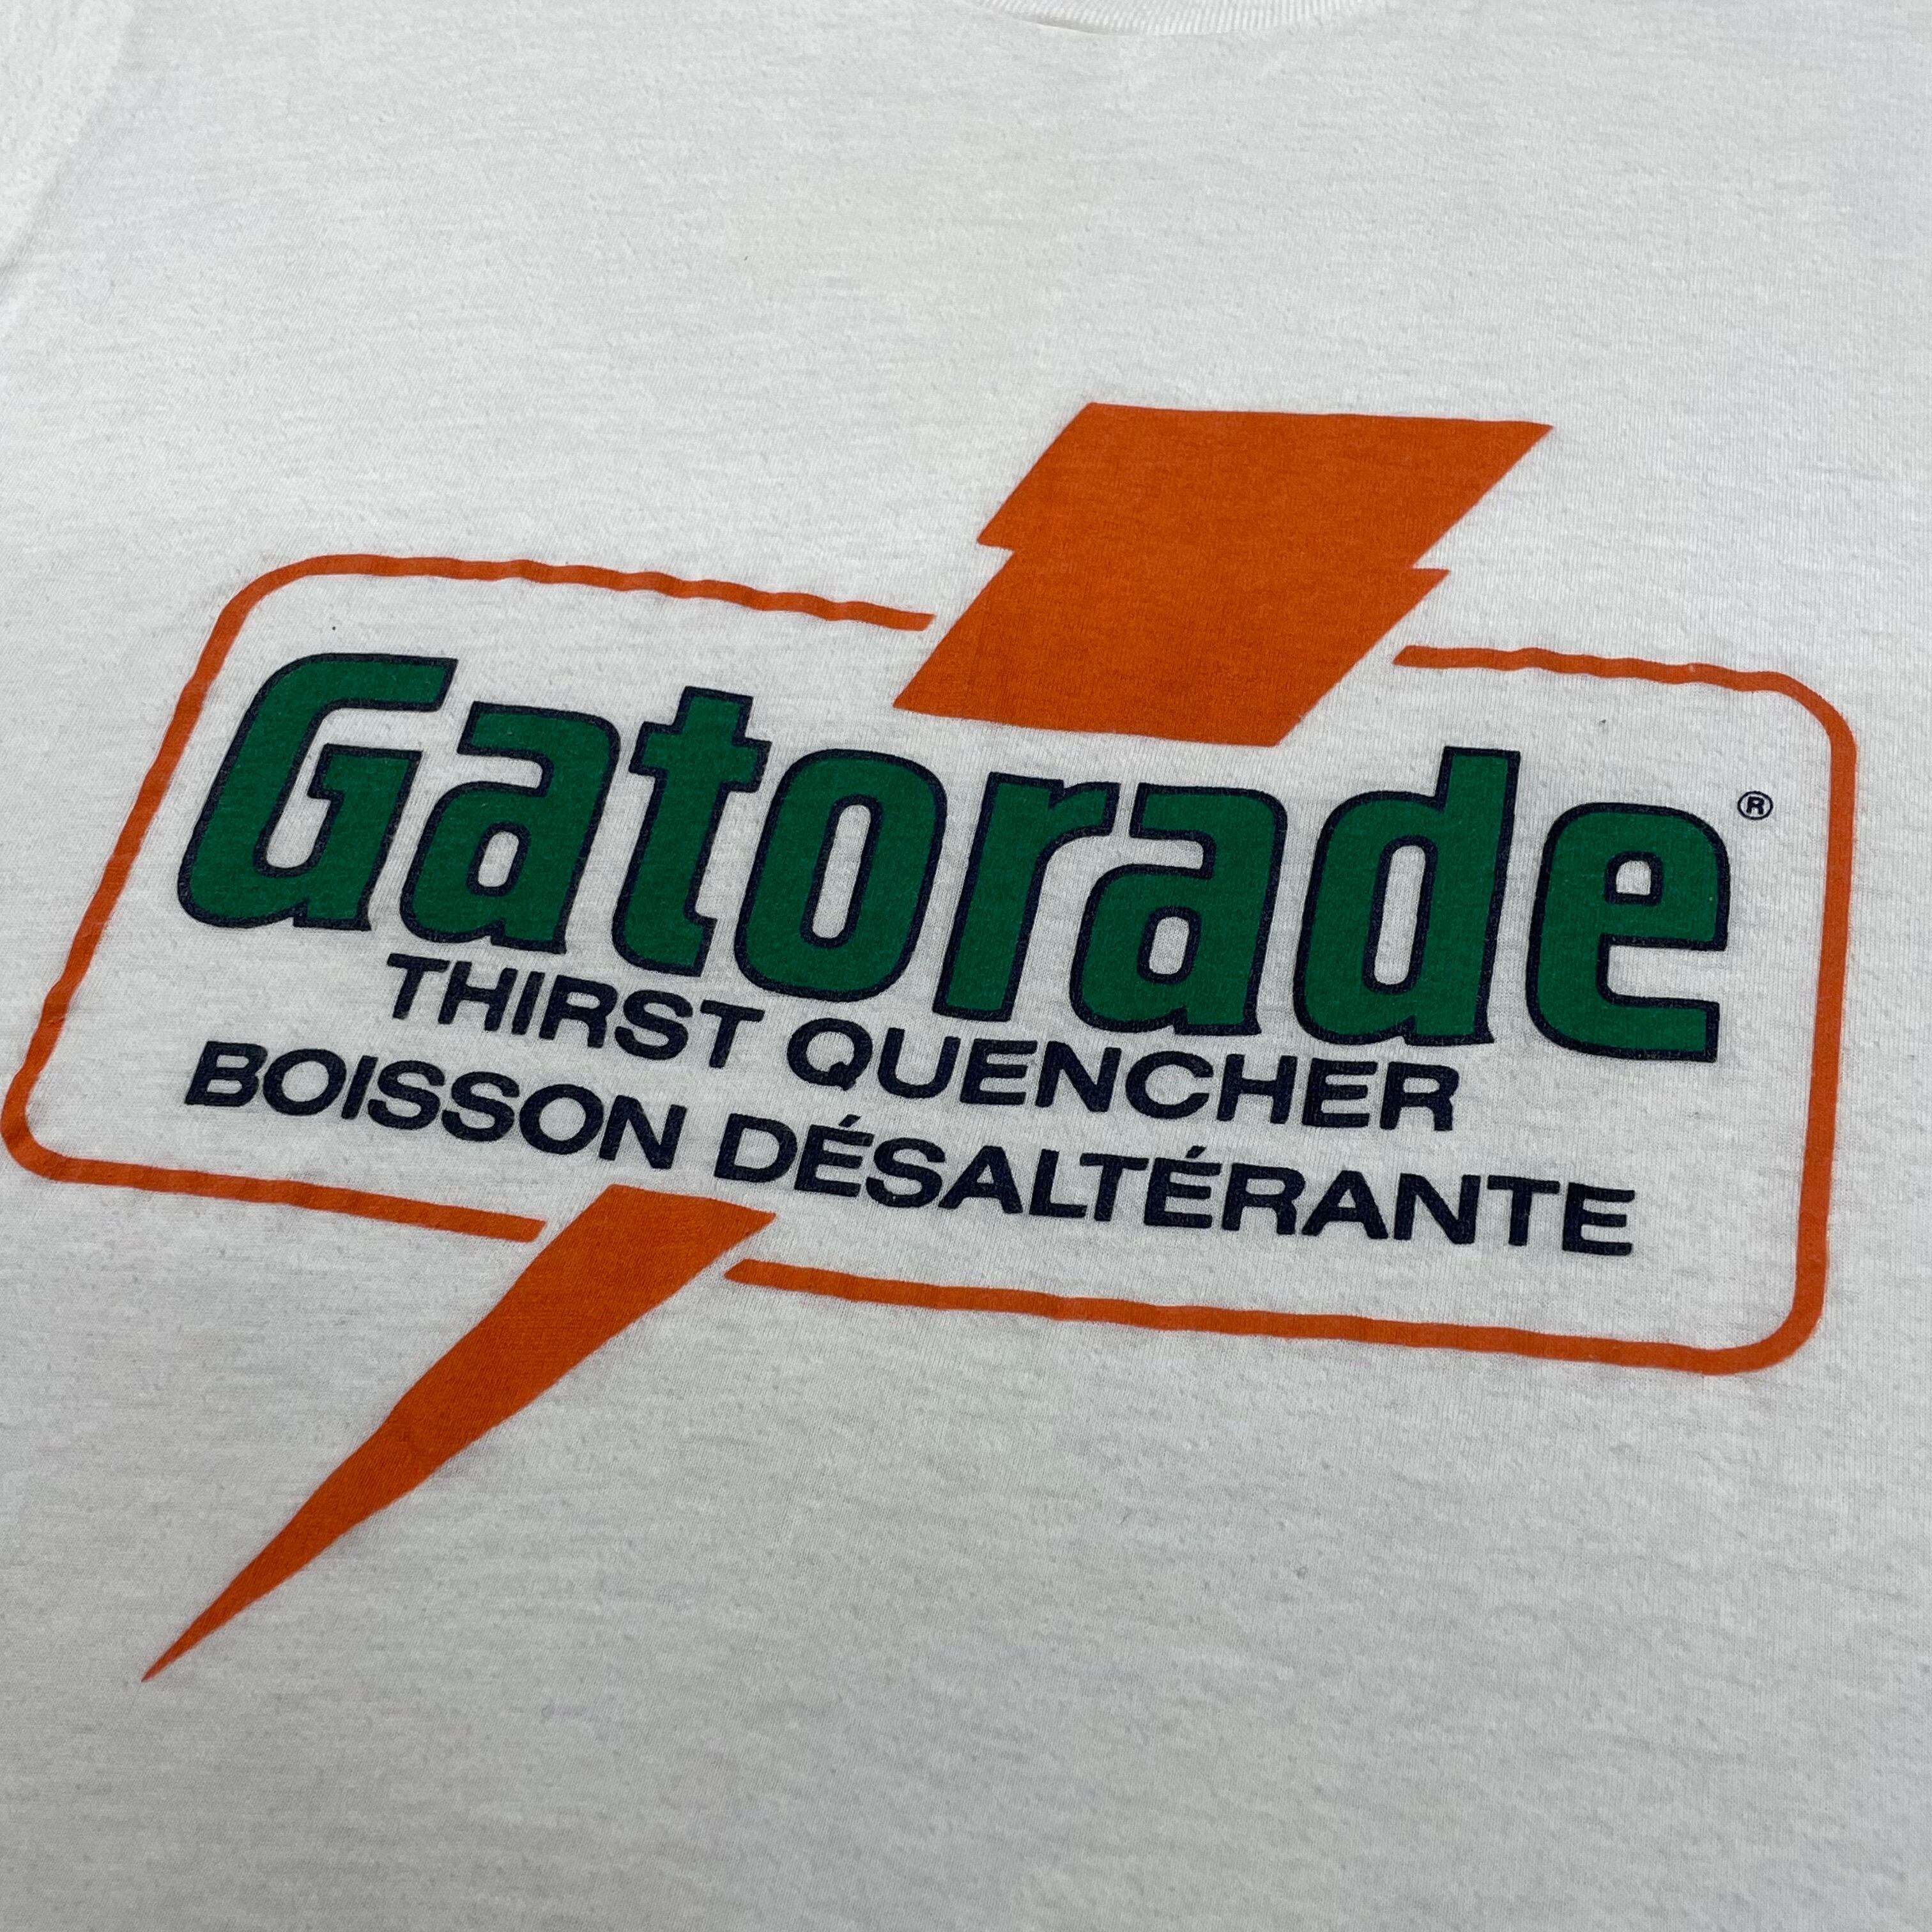 Gatorade®
THIRST QUENCHER
BOISSON DÉSALTÉRANTE